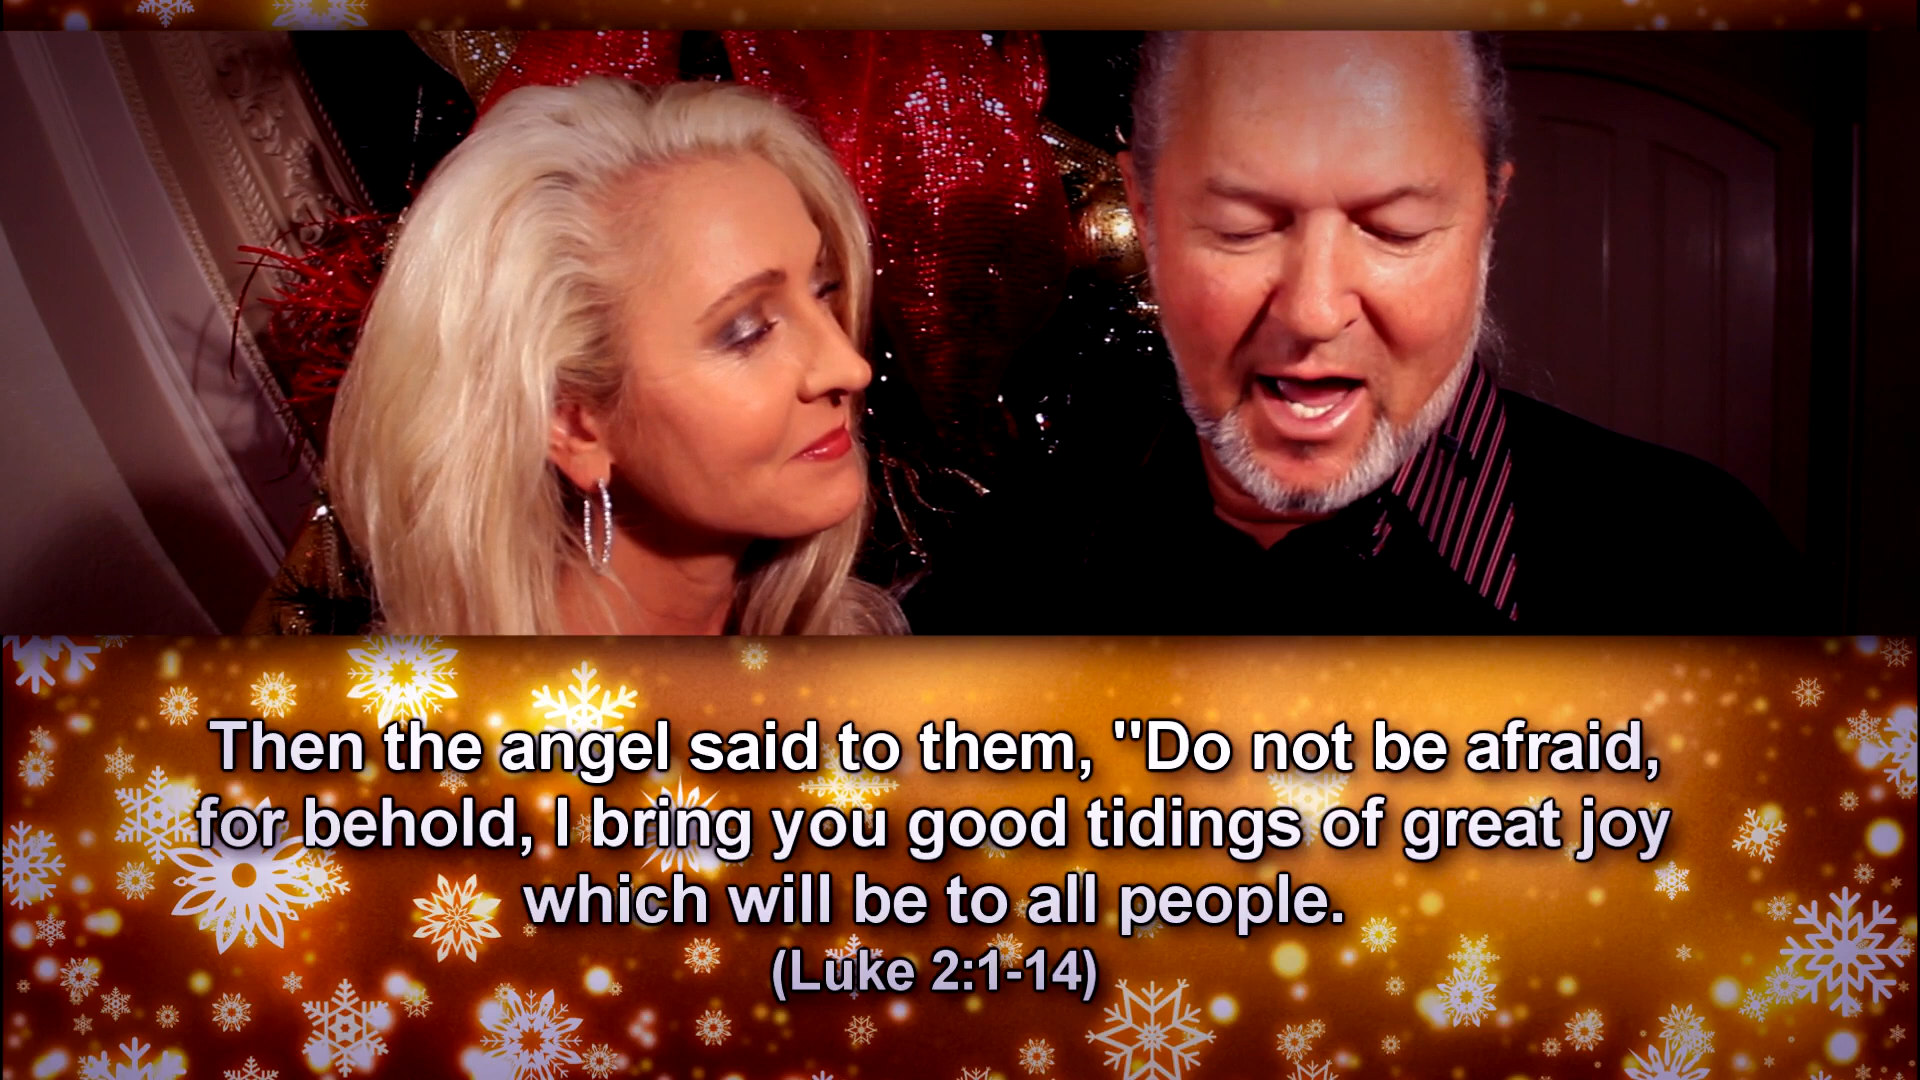 Then the angel said to them, "Do not be afraid,
for behold, I bring you good tidings of great joy
which will be to all people.
(Luke 2:1-14)